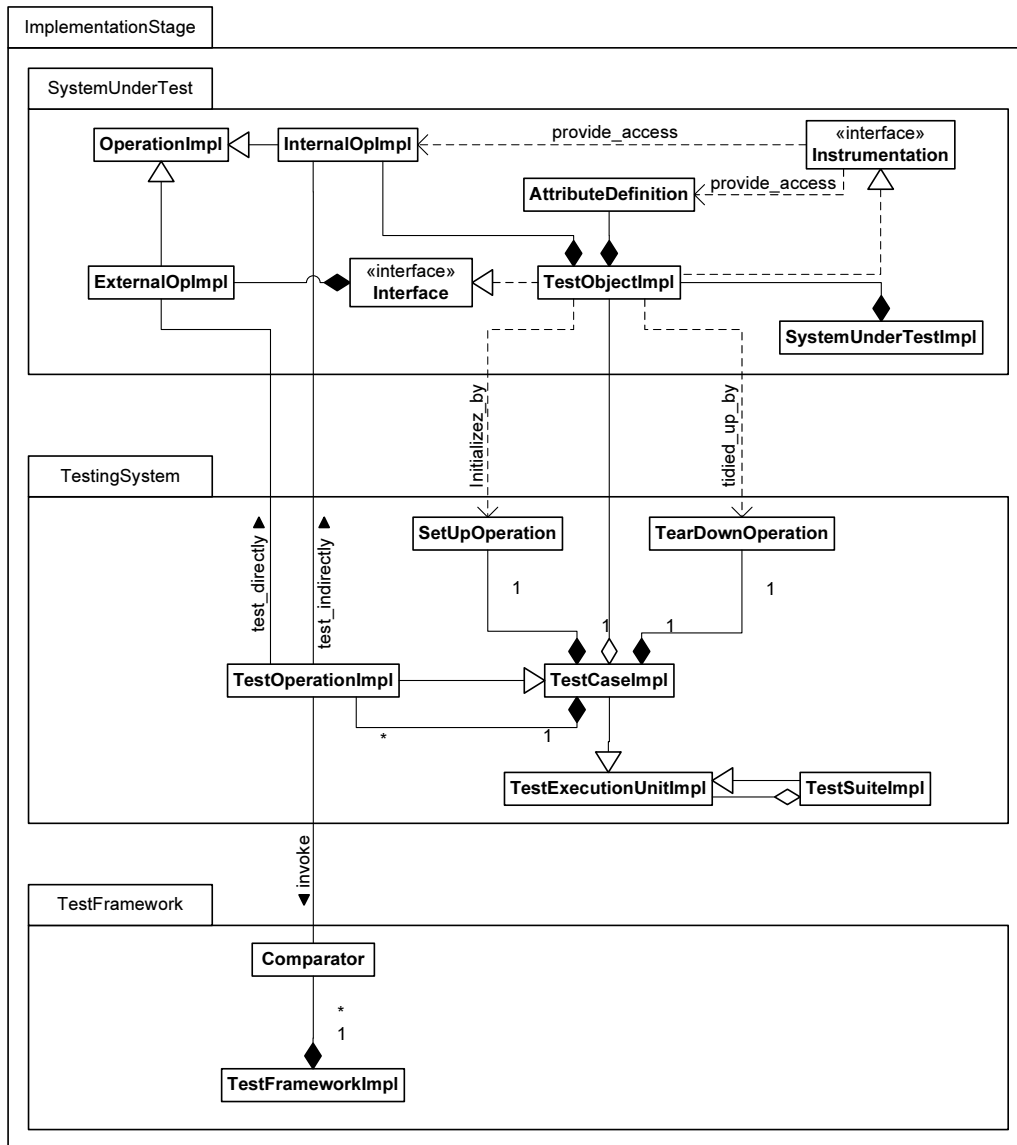 ImplementationStage
SystemUnderTest
OperationImpl
InternalOpImpl
provide_access
«interface»
Instrumentation
AttributeDefinition
provide_access
ExternalOpImpl
«interface»
Interface
TestObjectImpl
SystemUnderTestImpl
Initializez_by
tidied_up_by
TestingSystem
test_directly
test_indirectly
SetUpOperation
TearDownOperation
1
1
1
1
TestOperationImpl
TestCaseImpl
*
1
TestExecutionUnitImpl
TestSuiteImpl
invoke
TestFramework
Comparator
*
1
TestFrameworkImpl